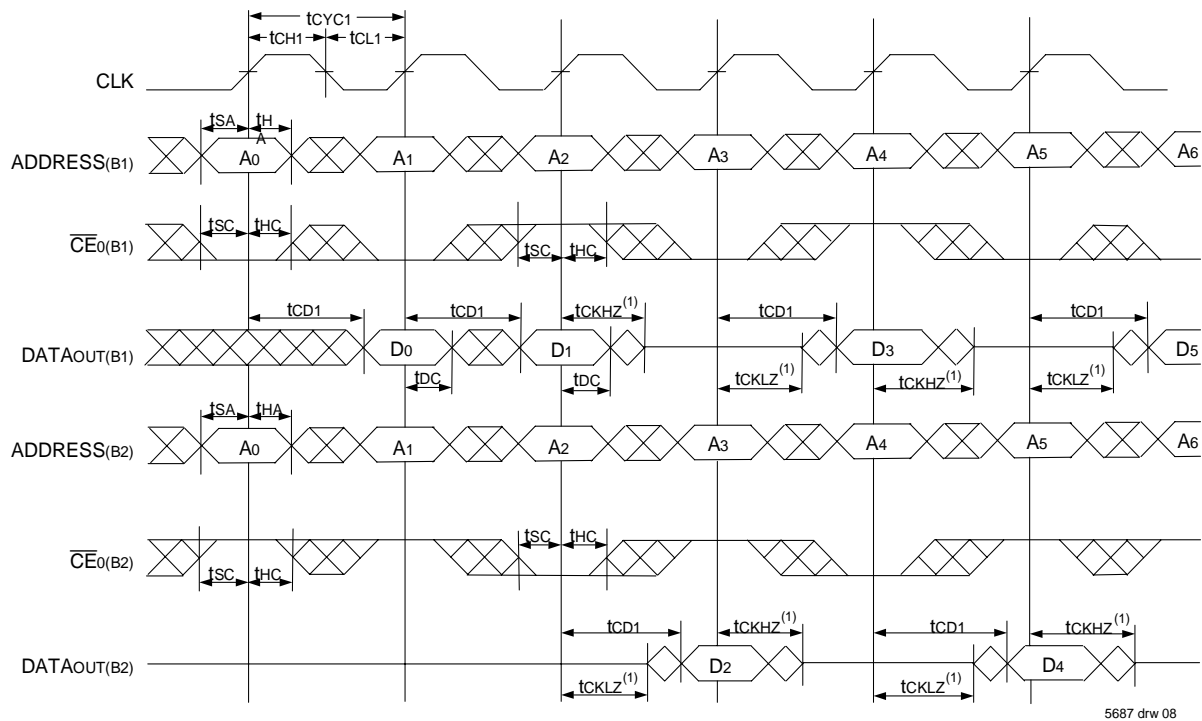 tCYC1
tCH1 tCL1
CLK
tSA tH
A
ADDRESS(B1) A0 A1 A2 A3 A4 A5 A6
tSC tHC
CE0(B1)
tSC tHC
tCD1 tCD1 tCKHZ(1) tCD1 tCD1
DATAOUT(B1) D0 D1 D3 D5
tDC tDC tCKLZ(1) tCKHZ(1) tCKLZ(1)
tSA tHA
ADDRESS(B2) A0 A1 A2 A3 A4 A5 A6
tSC tHC
CE0(B2)
tSC tHC
tCD1 tCKHZ(1) tCD1 tCKHZ(1)
DATAOUT(B2) D2 D4
tCKLZ(1) tCKLZ(1)
5687 drw 08